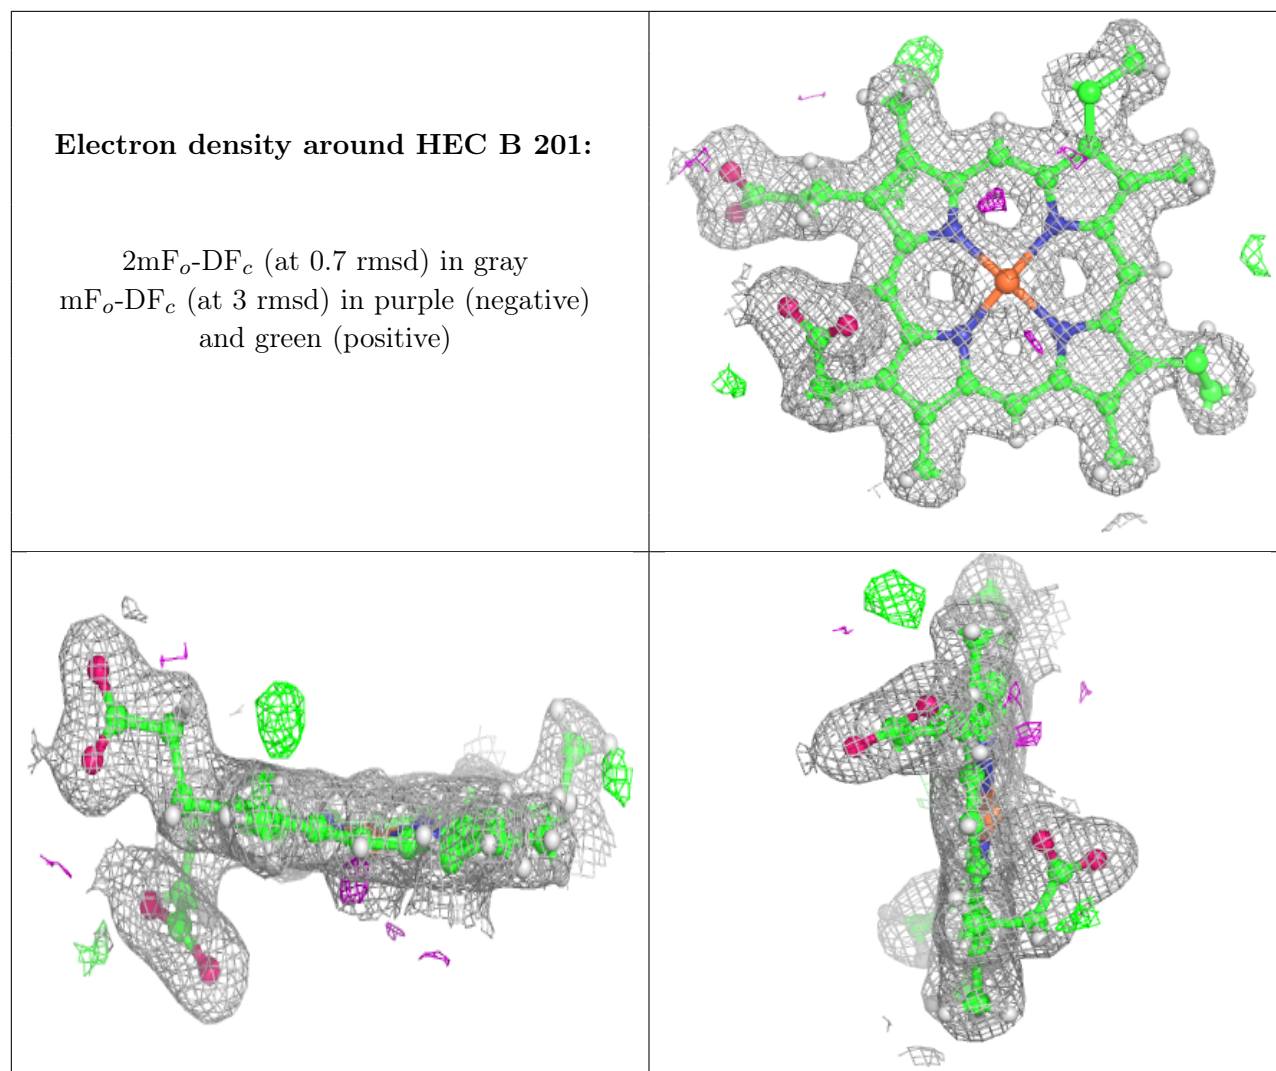 Electron density around HEC B 201:
2mFo-DFc (at 0.7 rmsd) in gray
mFo-DFc (at 3 rmsd) in purple (negative)
and green (positive)